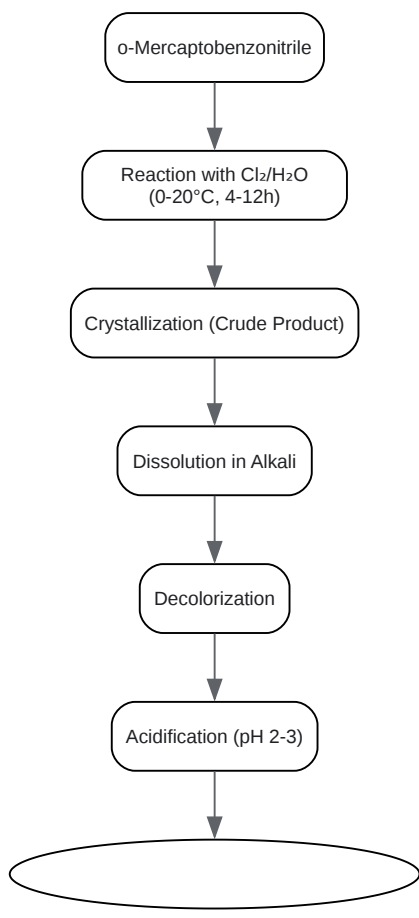 o-Mercaptobenzonitrile
Reaction with Cl₂/H₂O
(0-20°C, 4-12h)
Crystallization (Crude Product)
Dissolution in Alkali
Decolorization
Acidification (pH 2-3)